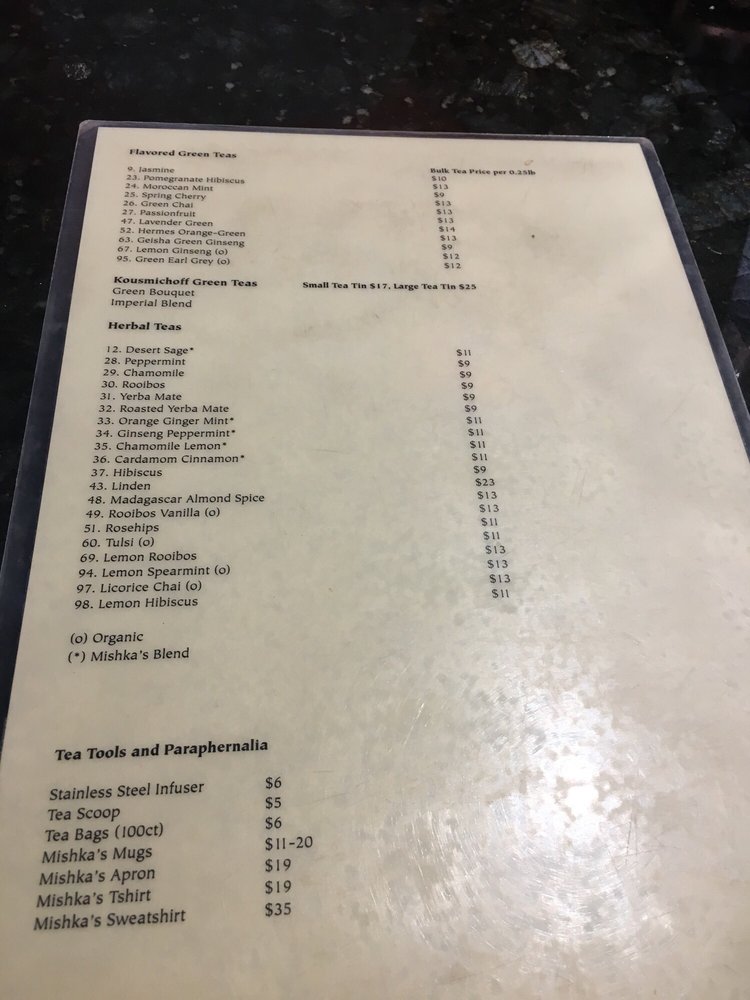 Flavored Green Teas
Bulk Tea Price per 0.25lb
9. Jasmine $10
23. Pomegranate Hibiscus $13
24. Moroccan Mint $9
25. Spring Cherry $13
26. Green Chai $13
27. Passionfruit $13
47. Lavender Green $14
52. Hermes Orange-Green $13
63. Geisha Green Ginseng $9
67. Lemon Ginseng (o) $12
95. Green Earl Grey (o) $12
Kousmichoff Green Teas Small Tea Tin $17, Large Tea Tin $25
Green Bouquet
Imperial Blend
Herbal Teas
12. Desert Sage* $11
28. Peppermint $9
29. Chamomile $9
30. Rooibos $9
31. Yerba Mate $9
32. Roasted Yerba Mate $9
33. Orange Ginger Mint* $11
34. Ginseng Peppermint* $11
35. Chamomile Lemon* $11
36. Cardamom Cinnamon* $11
37. Hibiscus $9
43. Linden $23
48. Madagascar Almond Spice $13
49. Rooibos Vanilla (o) $13
51. Rosehips $11
60. Tulsi (o) $11
69. Lemon Rooibos $13
94. Lemon Spearmint (o) $13
97. Licorice Chai (o) $13
98. Lemon Hibiscus $11
(o) Organic
(*) Mishka's Blend
Tea Tools and Paraphernalia
Stainless Steel Infuser $6
Tea Scoop $5
Tea Bags (100ct) $6
Mishka's Mugs $11-20
Mishka's Apron $19
Mishka's Tshirt $19
Mishka's Sweatshirt $35